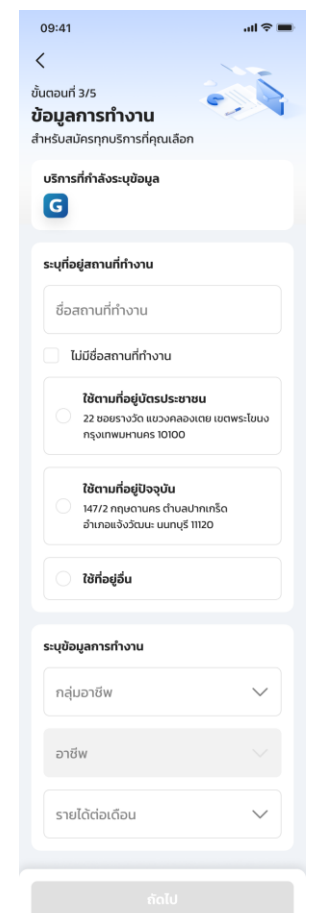 09:41
ขั้นตอนที่ 3/5
ข้อมูลการทำงาน
สำหรับสมัครทุกบริการที่คุณเลือก
บริการที่กำลังระบุข้อมูล
G
ระบุที่อยู่สถานที่ทำงาน
ชื่อสถานที่ทำงาน
ไม่มีชื่อสถานที่ทำงาน
ใช้ตามที่อยู่บัตรประชาชน
22 ซอยรางวัด แขวงคลองเตย เขตพระโขนง
กรุงเทพมหานคร 10100
ใช้ตามที่อยู่ปัจจุบัน
147/2 กฤษดานคร ตำบลปากเกร็ด
อำเภอแจ้งวัฒนะ นนทบุรี 11120
ใช้ที่อยู่อื่น
ระบุข้อมูลการทำงาน
กลุ่มอาชีพ
อาชีพ
รายได้ต่อเดือน
ถัดไป